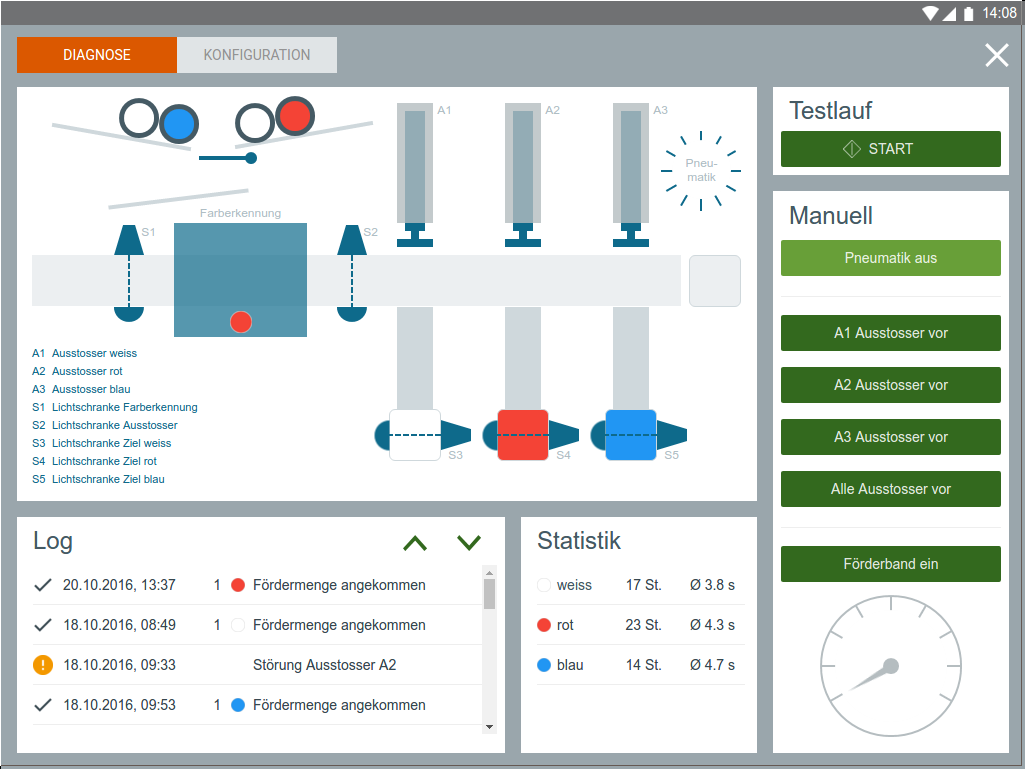 14:08
DIAGNOSE
KONFIGURATION
A1
A2
A3
Pneu-
matik
Farberkennung
S1
S2
A1 Ausstosser weiss
A2 Ausstosser rot
A3 Ausstosser blau
S1 Lichtschranke Farberkennung
S2 Lichtschranke Ausstosser
S3 Lichtschranke Ziel weiss
S4 Lichtschranke Ziel rot
S5 Lichtschranke Ziel blau
S3
S4
S5
Testlauf
START
Manuell
Pneumatik aus
A1 Ausstosser vor
A2 Ausstosser vor
A3 Ausstosser vor
Alle Ausstosser vor
Förderband ein
Log
20.10.2016, 13:37 1 Fördermenge angekommen
18.10.2016, 08:49 1 Fördermenge angekommen
! 18.10.2016, 09:33 Störung Ausstosser A2
18.10.2016, 09:53 1 Fördermenge angekommen
Statistik
weiss 17 St. Ø 3.8 s
rot 23 St. Ø 4.3 s
blau 14 St. Ø 4.7 s